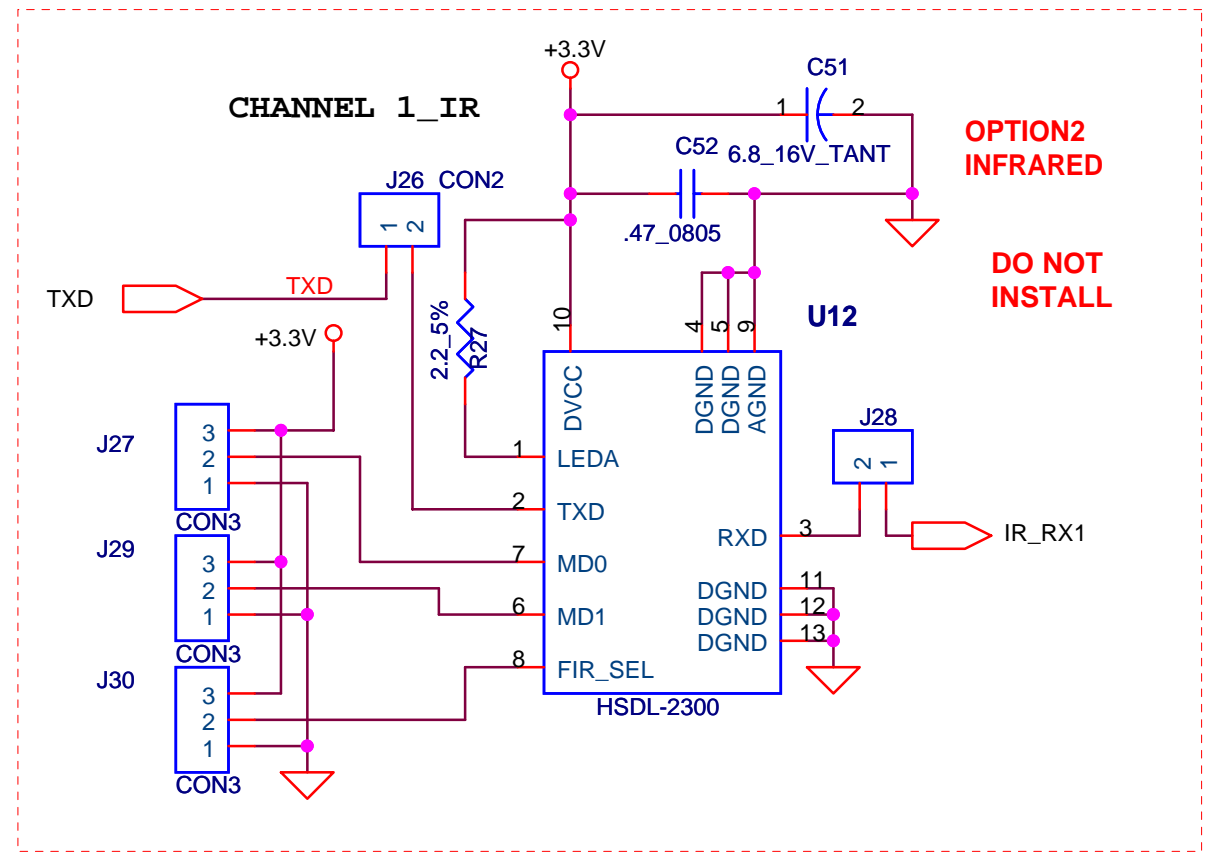 +3.3V
C51
CHANNEL 1_IR
1
2
OPTION2
INFRARED
C52
6.8_16V_TANT
J26 CON2
1
2
.47_0805
DO NOT
INSTALL
TXD
TXD
+3.3V
2.2_5%
R27
10
4
5
9
U12
DVCC
DGND
DGND
AGND
J28
2
1
J27
3
2
1
CON3
1
LEDA
2
TXD
RXD
3
IR_RX1
J29
3
2
1
CON3
7
MD0
6
MD1
DGND
11
DGND
12
DGND
13
J30
3
2
1
CON3
8
FIR_SEL
HSDL-2300